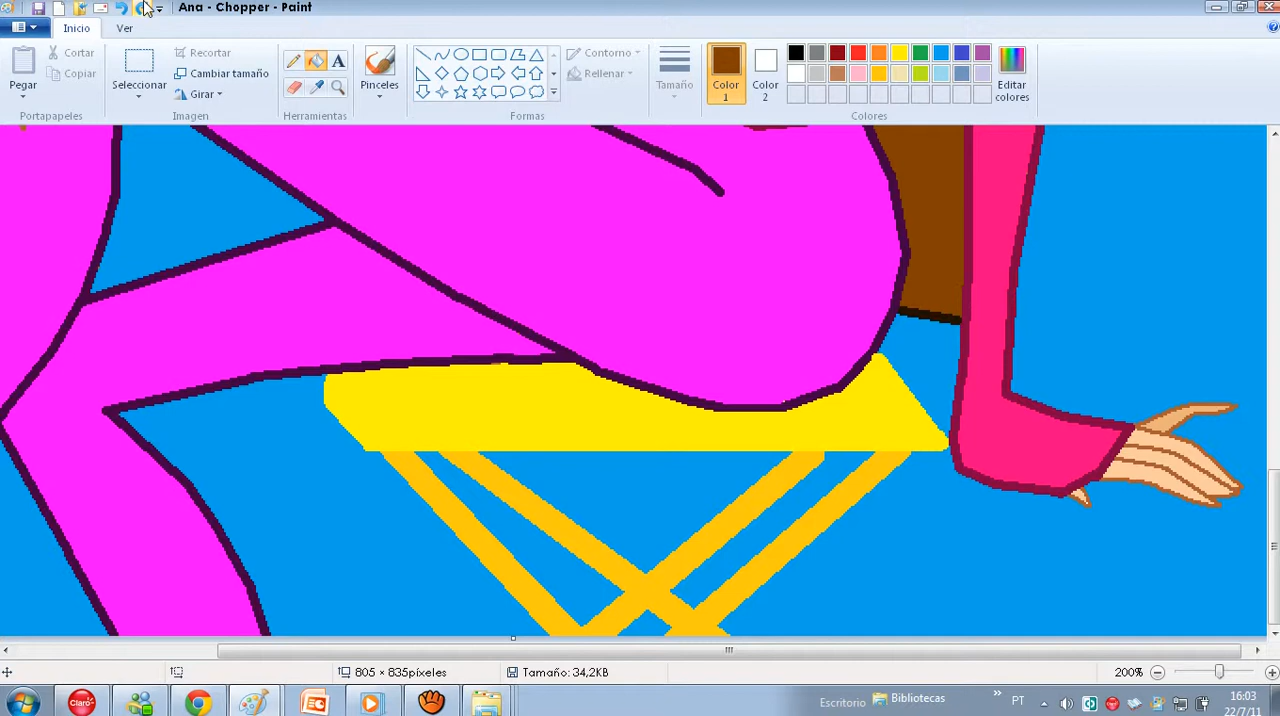 Ana - Chopper - Paint
Inicio
Ver
Pegar
Cortar
Copiar
Portapapeles
Seleccionar
Recortar
Cambiar tamaño
Girar
Imagen
A
Herramientas
Pinceles
Contorno
Rellenar
Formas
Tamaño
Color 1
Color 2
Editar colores
Colores
805 × 835píxeles
Tamaño: 34,2KB
200%
Claro
Escritorio
Bibliotecas
»
PT
16:03
22/7/11